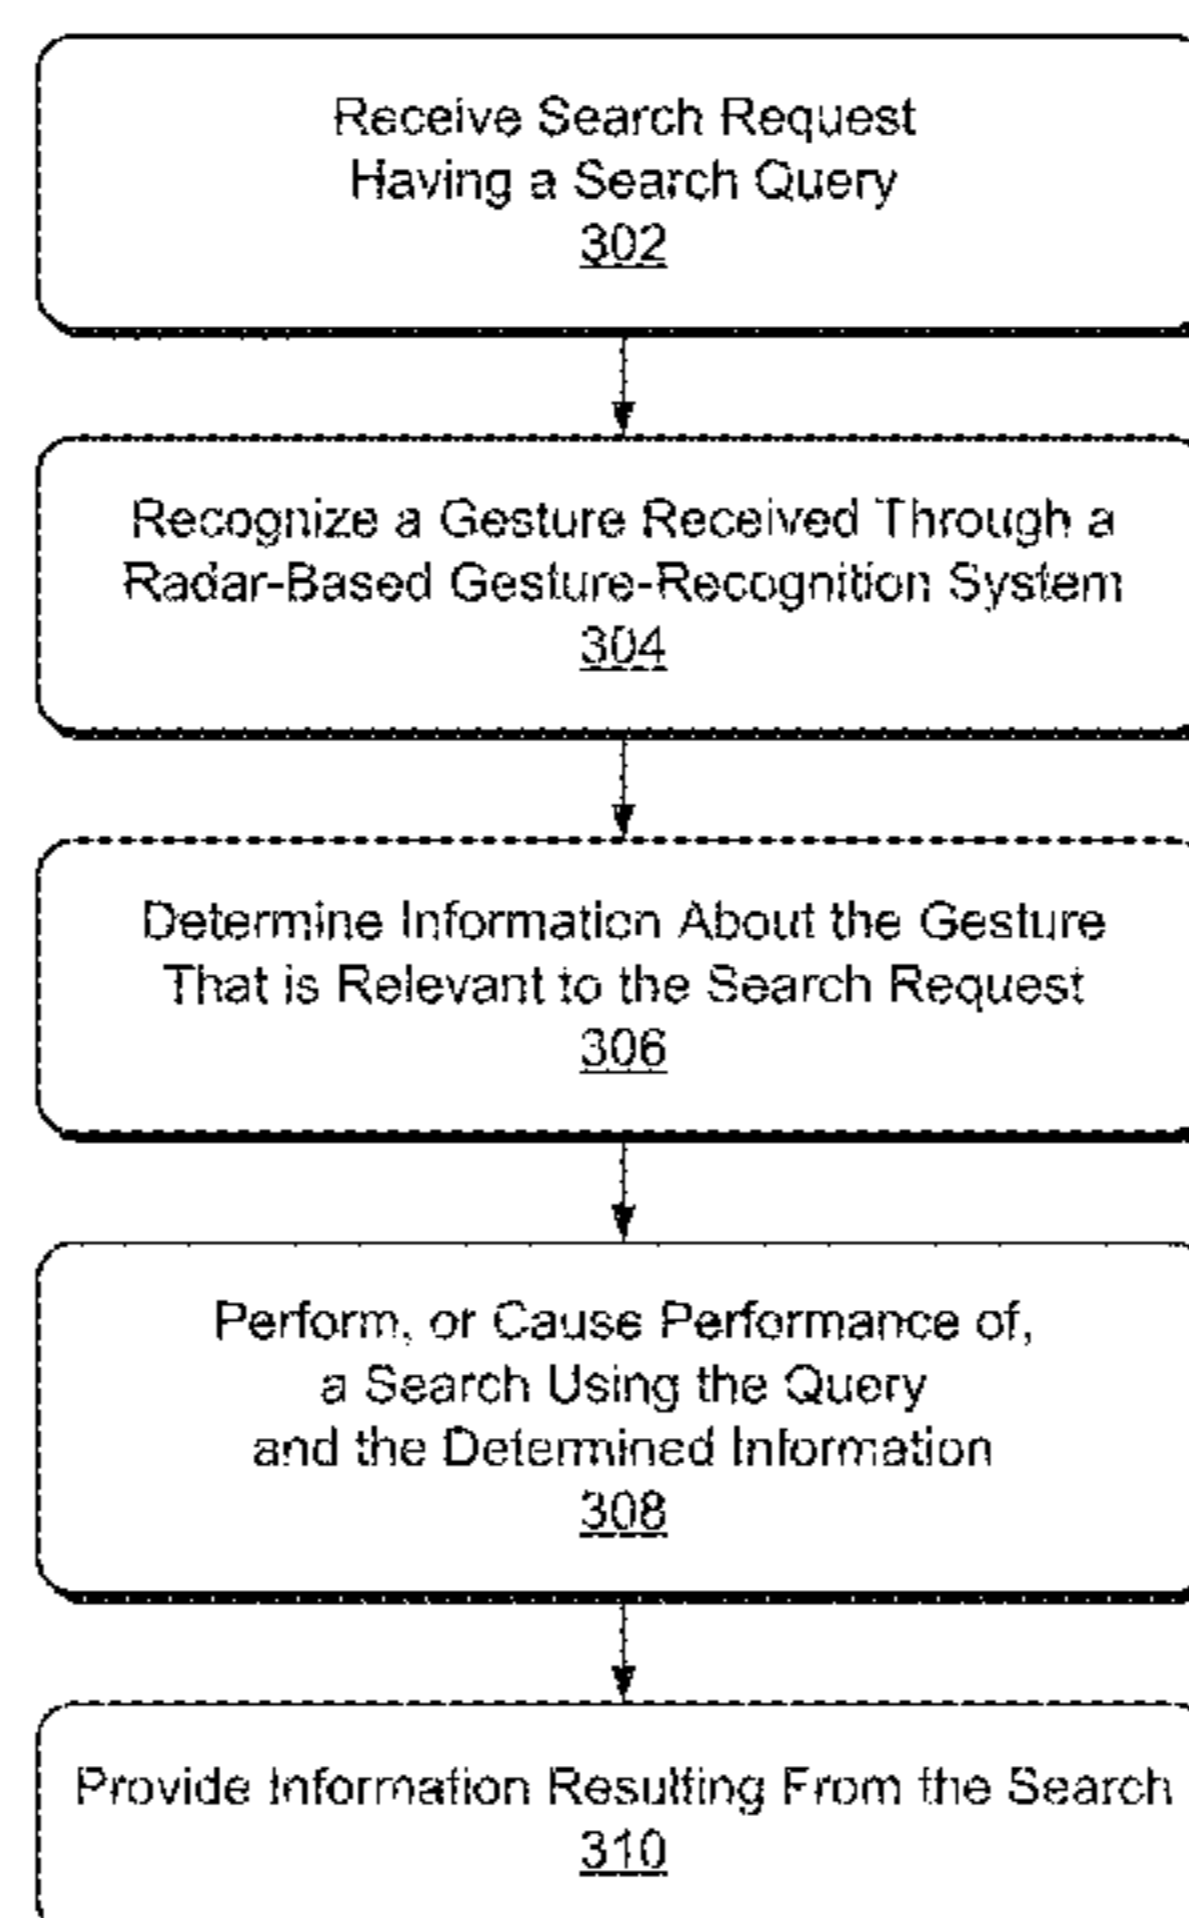 Receive Search Request
Having a Search Query
302
Recognize a Gesture Received Through a
Radar-Based Gesture-Recognition System
304
Determine Information About the Gesture
That is Relevant to the Search Request
306
Perform, or Cause Performance of,
a Search Using the Query
and the Determined Information
308
Provide Information Resulting From the Search
310